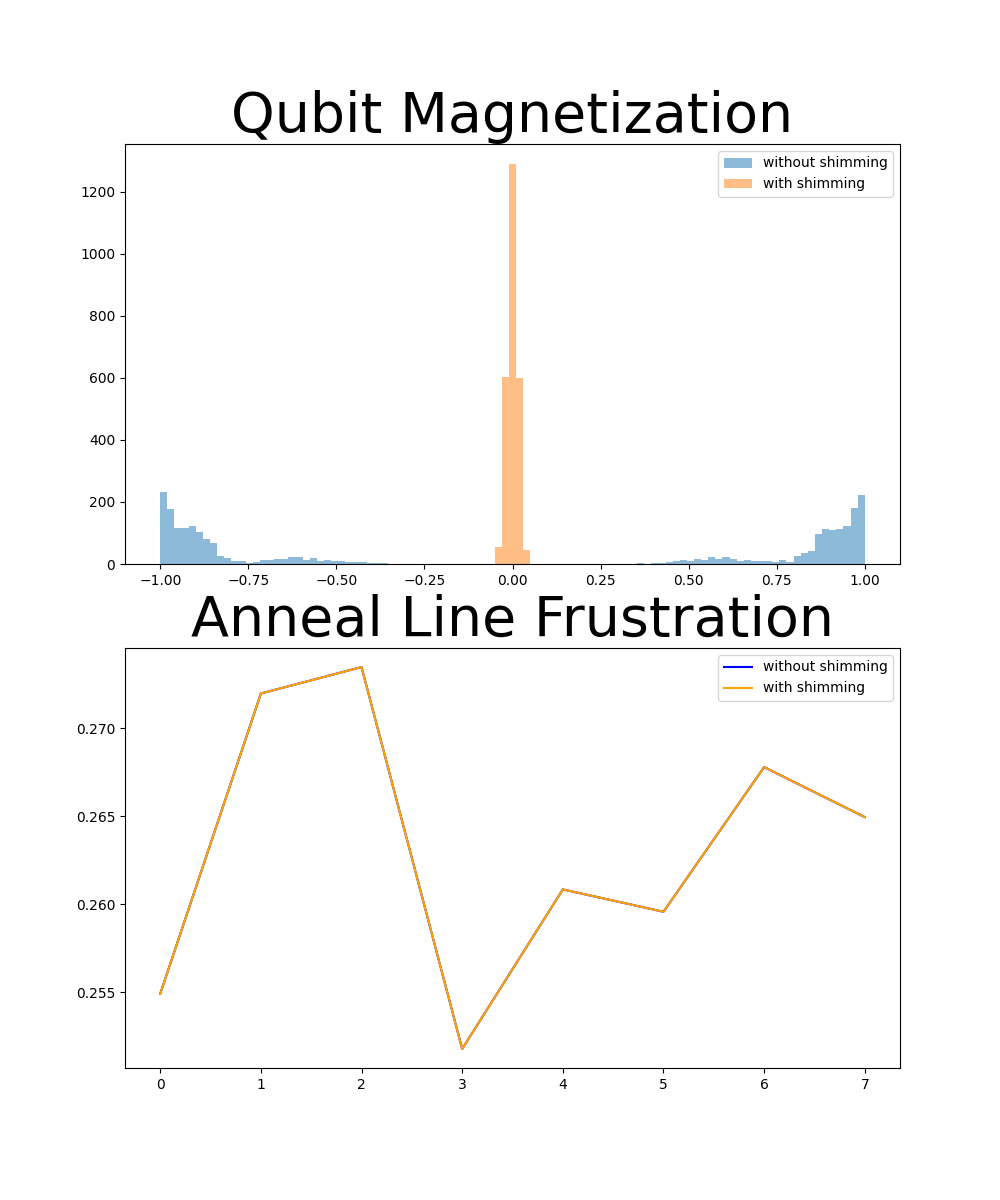 Qubit Magnetization
without shimming
with shimming
1200
1000
800
600
400
200
0
−1.00 −0.75 −0.50 −0.25 0.00 0.25 0.50 0.75 1.00
Anneal Line Frustration
without shimming
with shimming
0.270
0.265
0.260
0.255
0 1 2 3 4 5 6 7